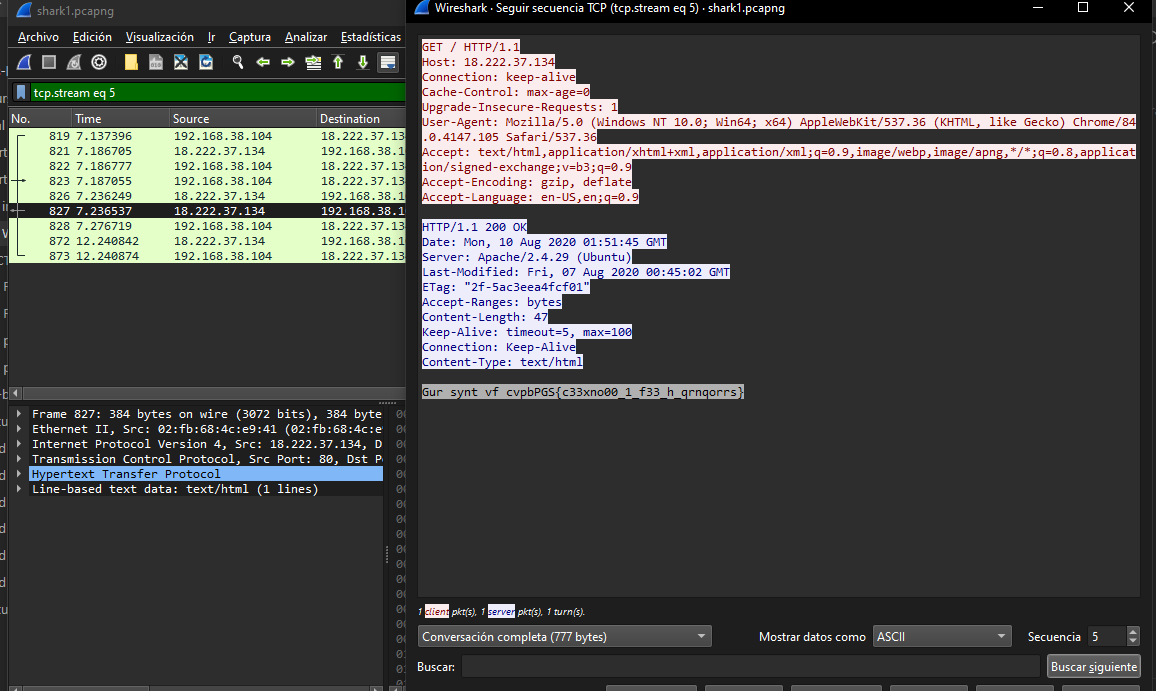 shark1.pcapng
Archivo Edición Visualización Ir Captura Analizar Estadísticas
tcp.stream eq 5
No. Time Source Destination
819 7.137396 192.168.38.104 18.222.37.13
821 7.186705 18.222.37.134 192.168.38.1
822 7.186777 192.168.38.104 18.222.37.13
823 7.187055 192.168.38.104 18.222.37.13
826 7.236249 18.222.37.134 192.168.38.1
827 7.236537 18.222.37.134 192.168.38.1
828 7.276719 192.168.38.104 18.222.37.13
872 12.240842 18.222.37.134 192.168.38.1
873 12.240874 192.168.38.104 18.222.37.13
Frame 827: 384 bytes on wire (3072 bits), 384 byte
Ethernet II, Src: 02:fb:68:4c:e9:41 (02:fb:68:4c:e
Internet Protocol Version 4, Src: 18.222.37.134, D
Transmission Control Protocol, Src Port: 80, Dst P
Hypertext Transfer Protocol
Line-based text data: text/html (1 lines)
Wireshark · Seguir secuencia TCP (tcp.stream eq 5) · shark1.pcapng
GET / HTTP/1.1
Host: 18.222.37.134
Connection: keep-alive
Cache-Control: max-age=0
Upgrade-Insecure-Requests: 1
User-Agent: Mozilla/5.0 (Windows NT 10.0; Win64; x64) AppleWebKit/537.36 (KHTML, like Gecko) Chrome/84
.0.4147.105 Safari/537.36
Accept: text/html,application/xhtml+xml,application/xml;q=0.9,image/webp,image/apng,*/*;q=0.8,applicat
ion/signed-exchange;v=b3;q=0.9
Accept-Encoding: gzip, deflate
Accept-Language: en-US,en;q=0.9
HTTP/1.1 200 OK
Date: Mon, 10 Aug 2020 01:51:45 GMT
Server: Apache/2.4.29 (Ubuntu)
Last-Modified: Fri, 07 Aug 2020 00:45:02 GMT
ETag: "2f-5ac3eea4fcf01"
Accept-Ranges: bytes
Content-Length: 47
Keep-Alive: timeout=5, max=100
Connection: Keep-Alive
Content-Type: text/html
Gur synt vf cvpbPGS{c33xno00_1_f33_h_qrnqorrs}
1 client pkt(s), 1 server pkt(s), 1 turn(s).
Conversación completa (777 bytes) Mostrar datos como ASCII Secuencia 5
Buscar: Buscar siguiente